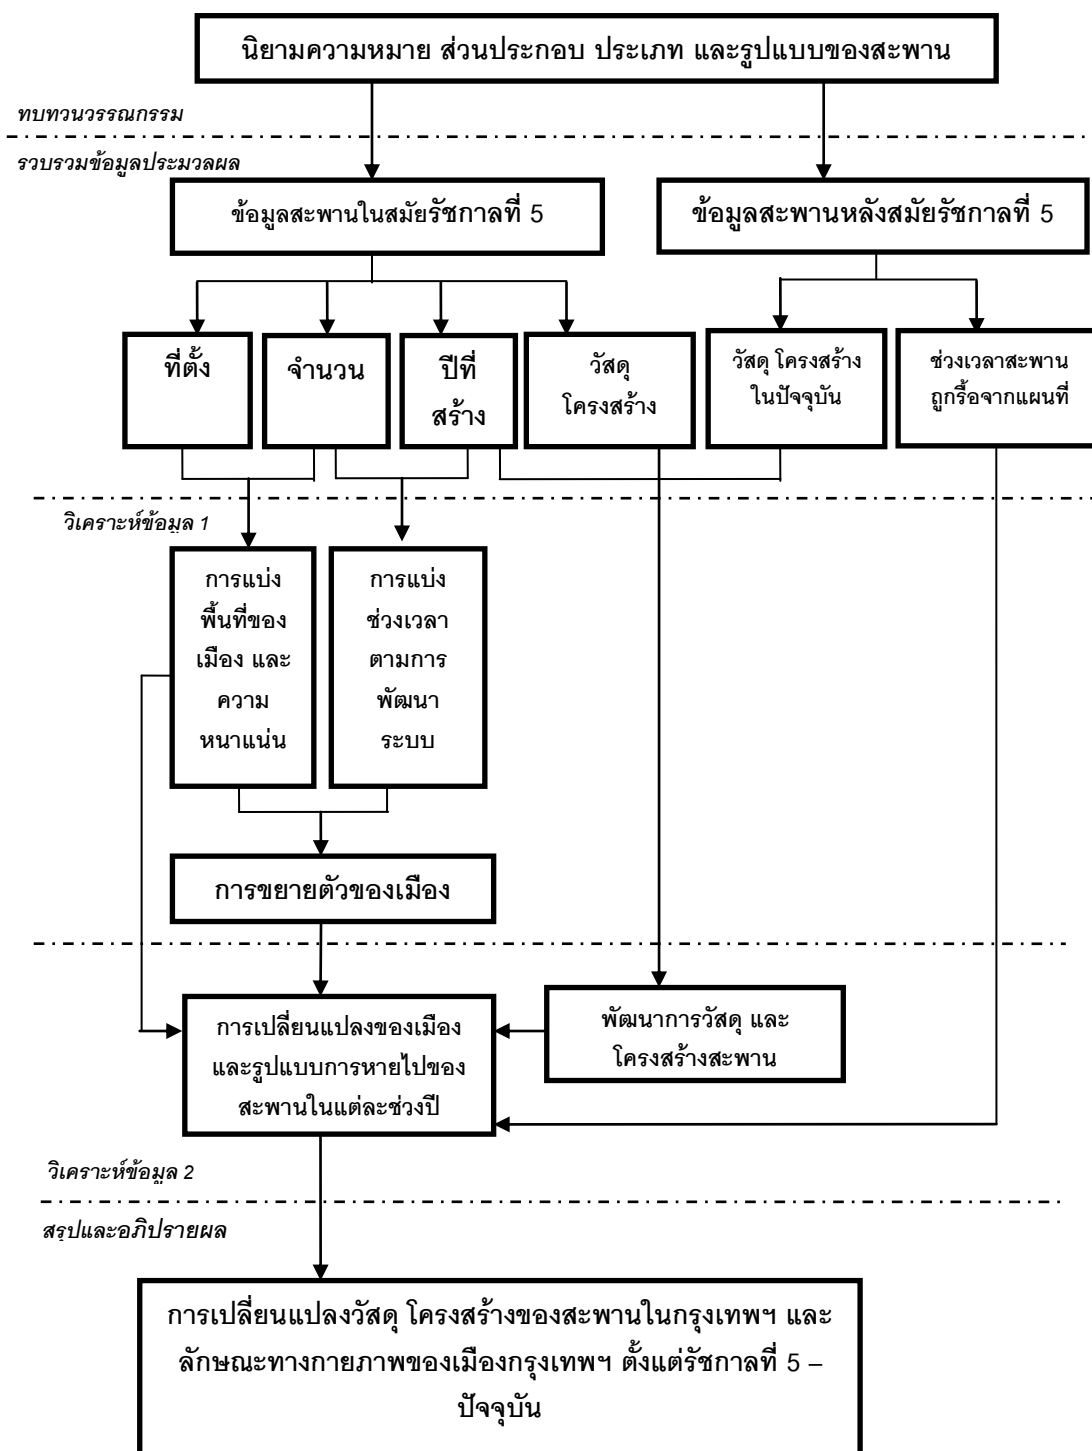 นิยามความหมาย ส่วนประกอบ ประเภท และรูปแบบของสะพาน
ทบทวนวรรณกรรม
รวบรวมข้อมูลประมวลผล
ข้อมูลสะพานในสมัยรัชกาลที่ 5
ข้อมูลสะพานหลังสมัยรัชกาลที่ 5
ที่ตั้ง
จำนวน
ปีที่
สร้าง
วัสดุ
โครงสร้าง
วัสดุ โครงสร้าง
ในปัจจุบัน
ช่วงเวลาสะพาน
ถูกรื้อจากแผนที่
วิเคราะห์ข้อมูล 1
การแบ่ง
พื้นที่ของ
เมือง และ
ความ
หนาแน่น
การแบ่ง
ช่วงเวลา
ตามการ
พัฒนา
ระบบ
การขยายตัวของเมือง
การเปลี่ยนแปลงของเมือง
และรูปแบบการหายไปของ
สะพานในแต่ละช่วงปี
พัฒนาการวัสดุ และ
โครงสร้างสะพาน
วิเคราะห์ข้อมูล 2
สรุปและอภิปรายผล
การเปลี่ยนแปลงวัสดุ โครงสร้างของสะพานในกรุงเทพฯ และ
ลักษณะทางกายภาพของเมืองกรุงเทพฯ ตั้งแต่รัชกาลที่ 5 –
ปัจจุบัน